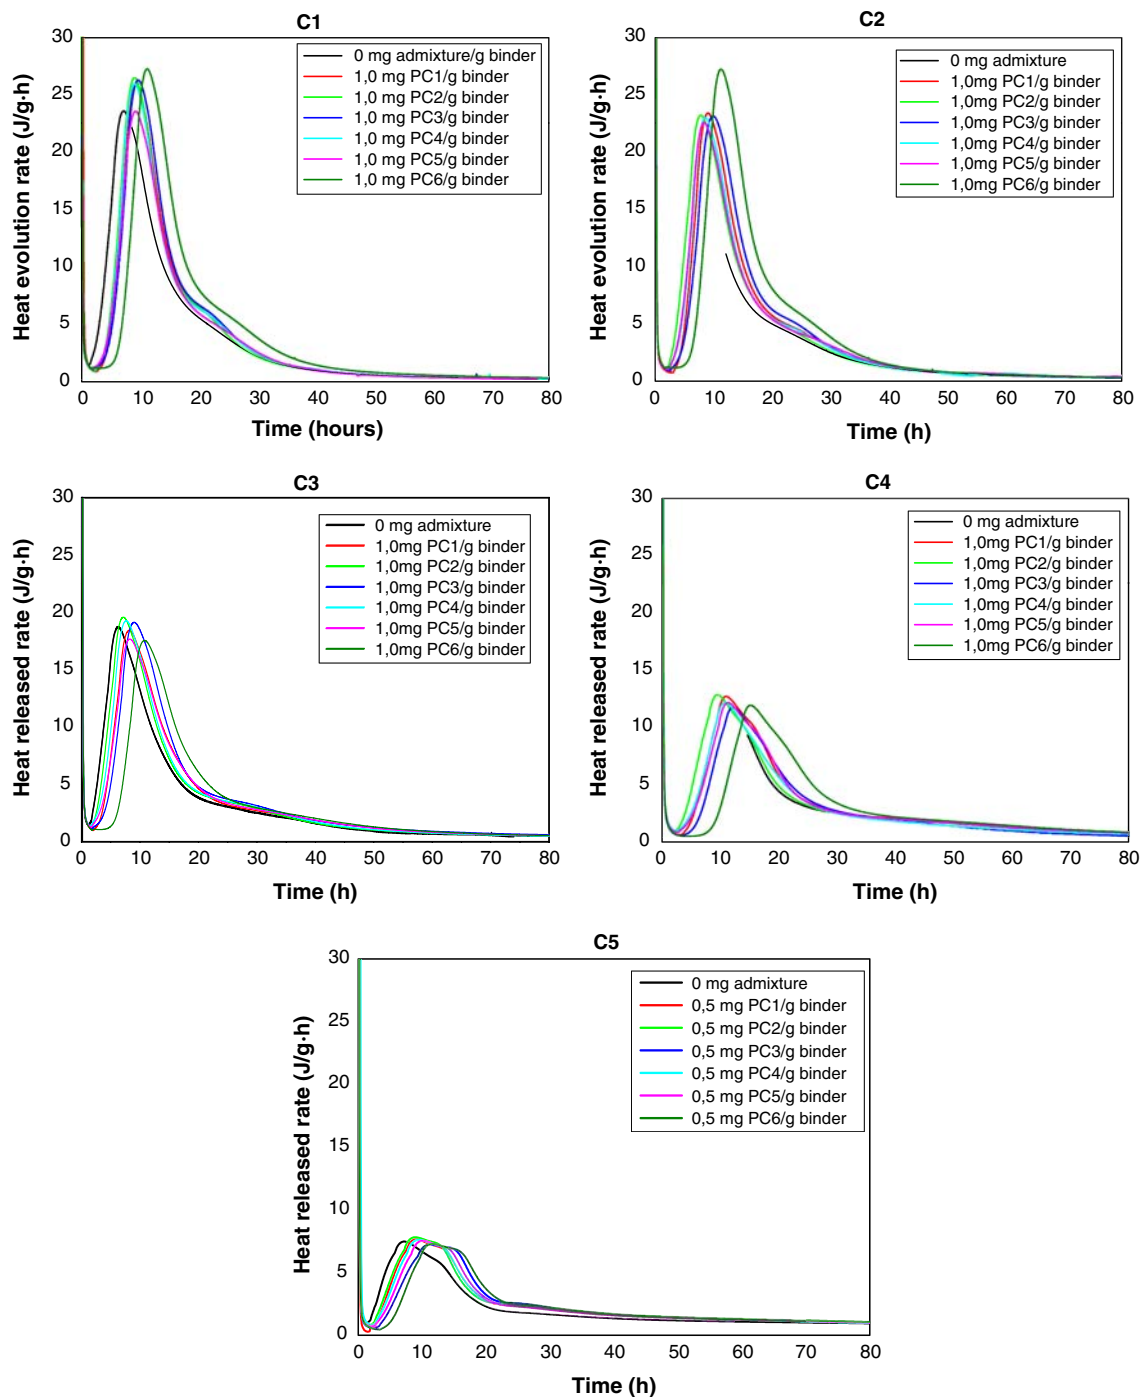 C1
30
25
20
15
10
5
0
Heat evolution rate (J/g·h)
0 mg admixture/g binder
1,0 mg PC1/g binder
1,0 mg PC2/g binder
1,0 mg PC3/g binder
1,0 mg PC4/g binder
1,0 mg PC5/g binder
1,0 mg PC6/g binder
0 10 20 30 40 50 60 70 80
Time (hours)
C2
30
25
20
15
10
5
0
Heat evolution rate (J/g·h)
0 mg admixture
1,0mg PC1/g binder
1,0mg PC2/g binder
1,0mg PC3/g binder
1,0mg PC4/g binder
1,0mg PC5/g binder
1,0mg PC6/g binder
0 10 20 30 40 50 60 70 80
Time (h)
C3
30
25
20
15
10
5
0
Heat released rate (J/g·h)
0 mg admixture
1,0mg PC1/g binder
1,0mg PC2/g binder
1,0mg PC3/g binder
1,0mg PC4/g binder
1,0mg PC5/g binder
1,0mg PC6/g binder
0 10 20 30 40 50 60 70 80
Time (h)
C4
30
25
20
15
10
5
0
Heat released rate (J/g·h)
0 mg admixture
1,0mg PC1/g binder
1,0mg PC2/g binder
1,0mg PC3/g binder
1,0mg PC4/g binder
1,0mg PC5/g binder
1,0mg PC6/g binder
0 10 20 30 40 50 60 70 80
Time (h)
C5
30
25
20
15
10
5
0
Heat released rate (J/g·h)
0 mg admixture
0,5 mg PC1/g binder
0,5 mg PC2/g binder
0,5 mg PC3/g binder
0,5 mg PC4/g binder
0,5 mg PC5/g binder
0,5 mg PC6/g binder
0 10 20 30 40 50 60 70 80
Time (h)